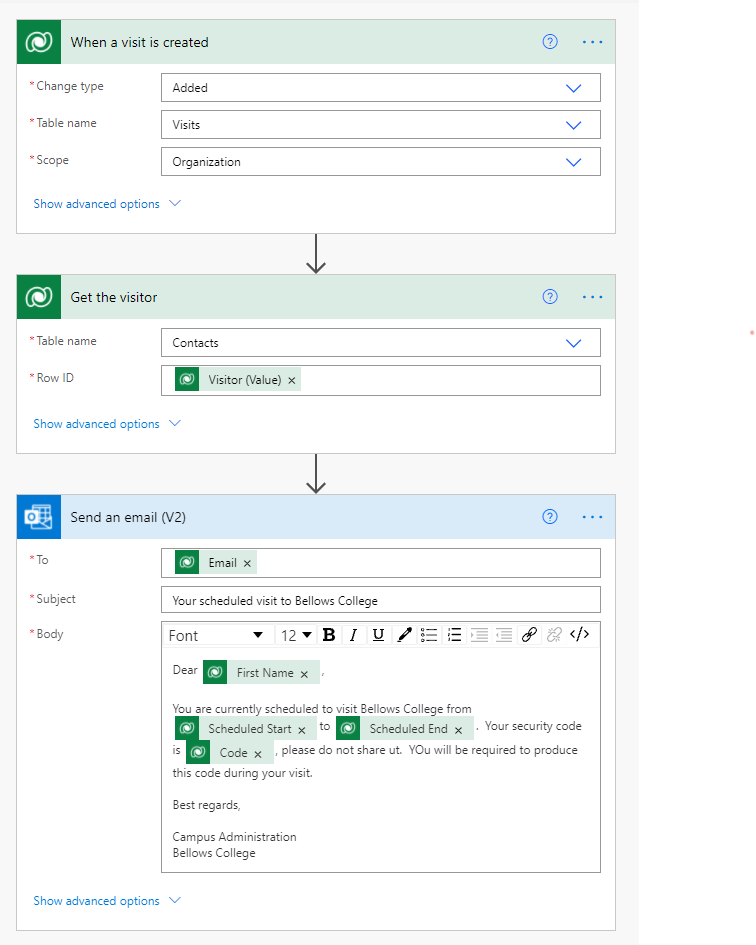 When a visit is created
* Change type
Added
* Table name
Visits
* Scope
Organization
Show advanced options
Get the visitor
* Table name
Contacts
* Row ID
Visitor (Value) ×
Show advanced options
Send an email (V2)
* To
Email ×
* Subject
Your scheduled visit to Bellows College
* Body
Font 12 B I U </>
Dear First Name × ,
You are currently scheduled to visit Bellows College from
Scheduled Start × to Scheduled End × . Your security code
is Code × , please do not share ut. YOu will be required to produce
this code during your visit.
Best regards,
Campus Administration
Bellows College
Show advanced options
*